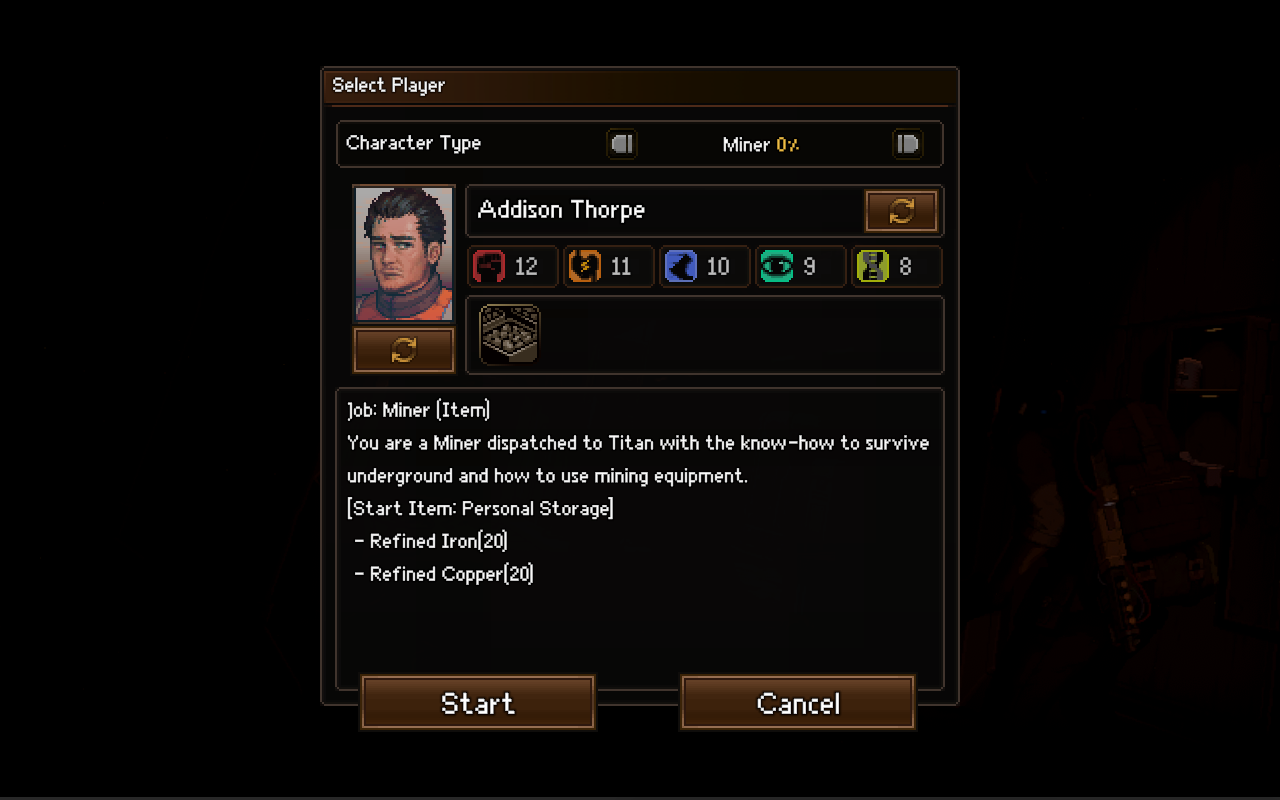 Select Player
Character Type
Miner 0%
Addison Thorpe
12 11 10 9 8
Job: Miner [Item]
You are a Miner dispatched to Titan with the know-how to survive
underground and how to use mining equipment.
[Start Item: Personal Storage]
- Refined Iron(20)
- Refined Copper(20)
Start Cancel